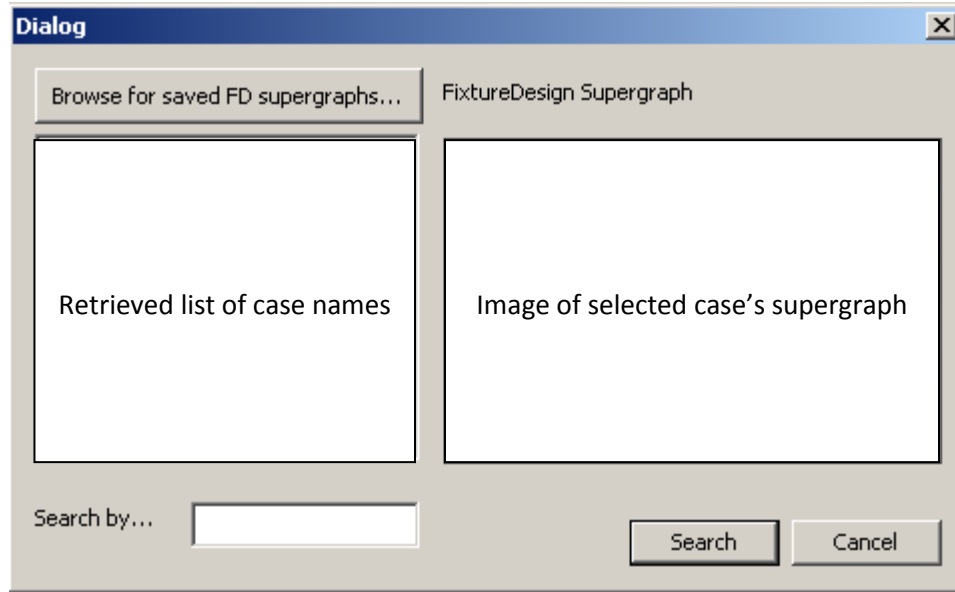 Dialog
Browse for saved FD supergraphs...
FixtureDesign Supergraph
Retrieved list of case names
Image of selected case’s supergraph
Search by...
Search
Cancel